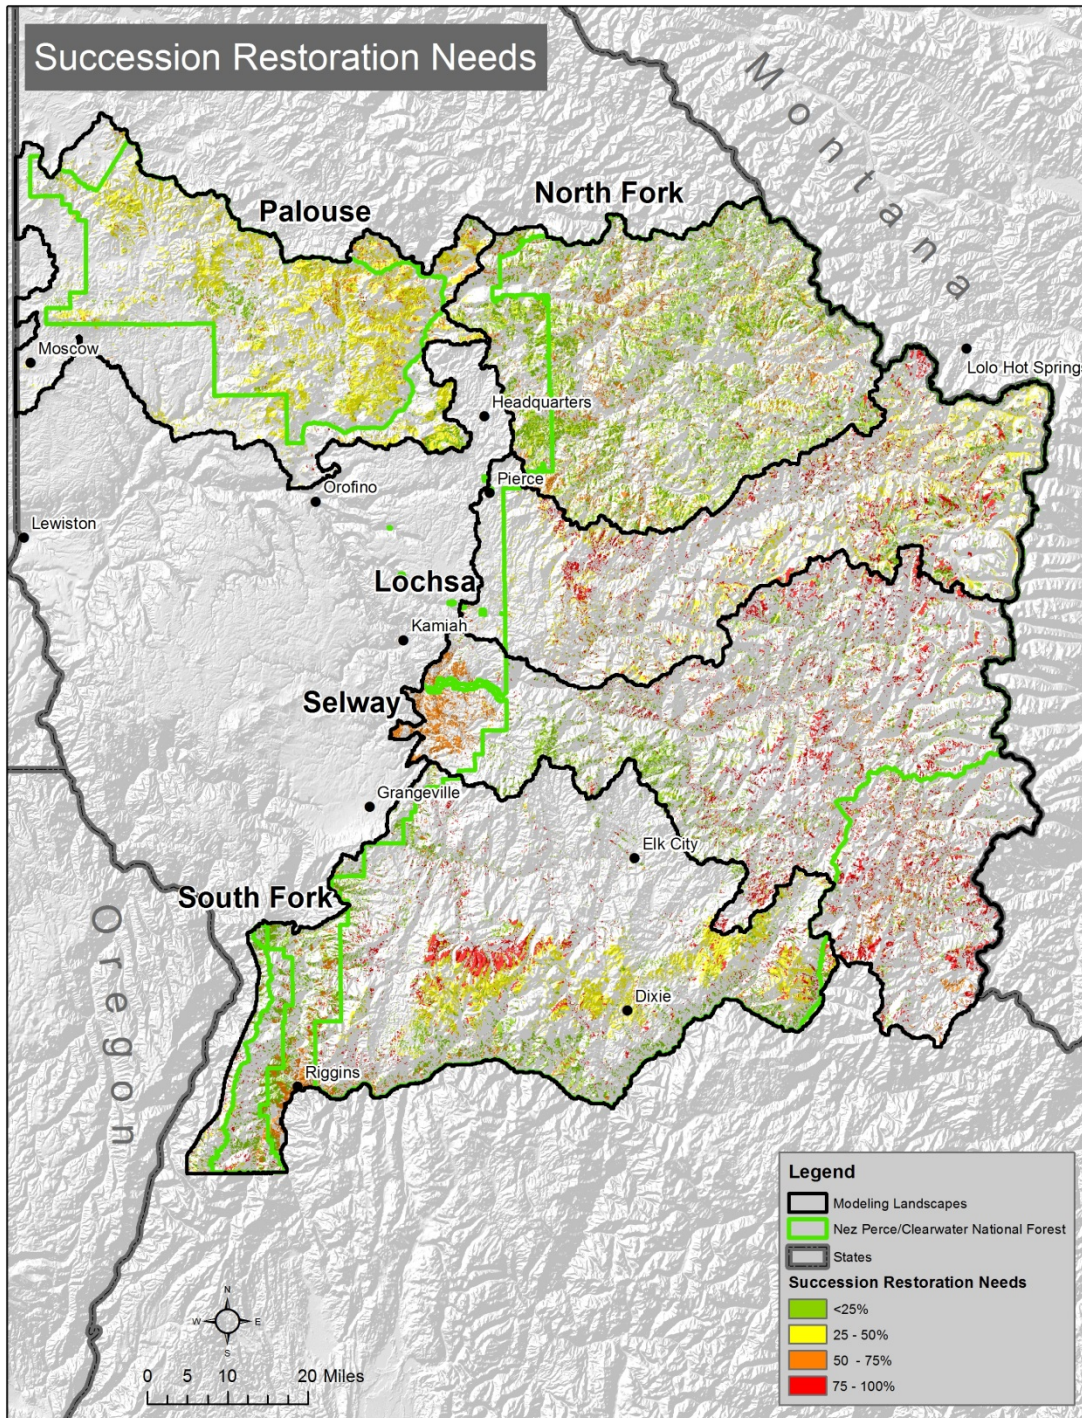 Succession Restoration Needs
Montana
North Fork
Palouse
Lolo Hot Springs
Moscow
Headquarters
Pierce
Orofino
Lewiston
Lochsa
Kamiah
Selway
Grangeville
Elk City
South Fork
Oregon
Dixie
Riggins
Legend
Modeling Landscapes
Nez Perce/Clearwater National Forest
States
Succession Restoration Needs
<25%
25 - 50%
50 - 75%
75 - 100%
N
W E
S
0 5 10 20 Miles